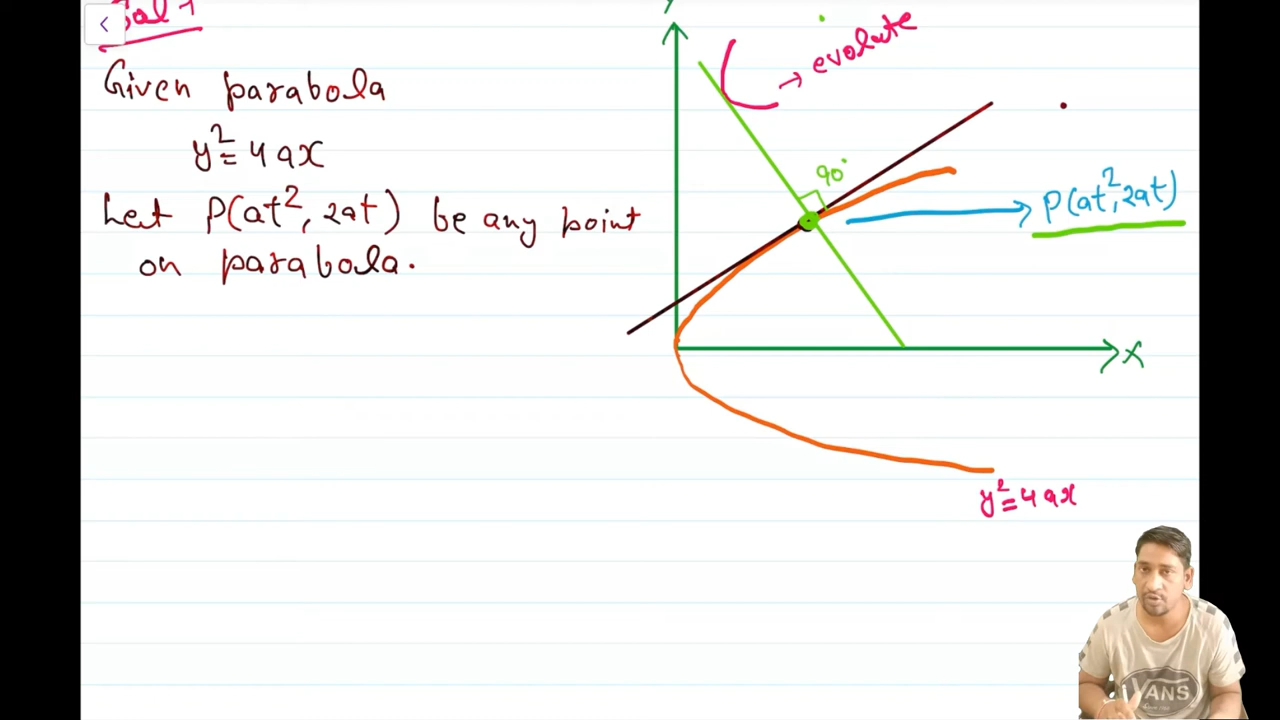 Sol
Given parabola
y² = 4ax
Let P(at², 2at) be any point
on parabola.
→ evolute
90°
P(at², 2at)
X
y² = 4ax
VANS